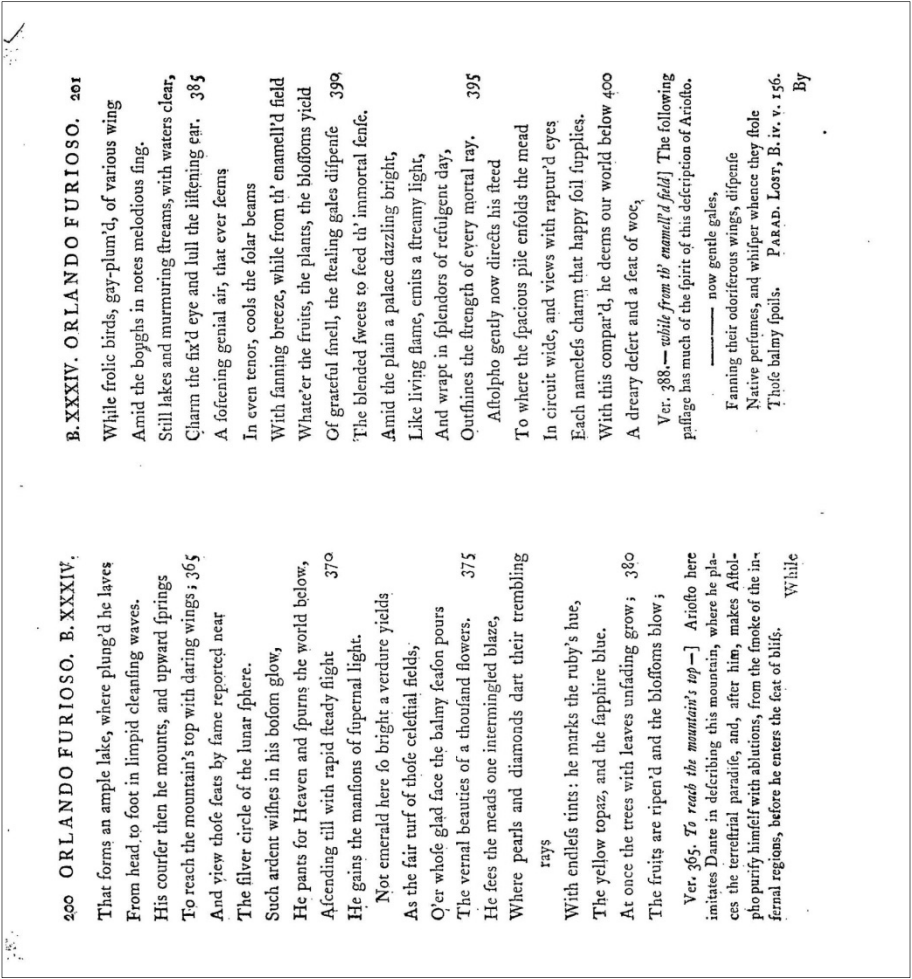 200 ORLANDO FURIOSO. B. XXXIV.
That forms an ample lake, where plung'd he laves
From head to foot in limpid cleanſing waves.
His courſer then he mounts, and upward ſprings
To reach the mountain's top with daring wings; 365
And view thoſe ſeats by fame reported near
The ſilver circle of the lunar ſphere.
Such ardent wiſhes in his boſom glow,
He pants for Heaven and ſpurns the world below,
Aſcending ſtill with rapid ſteady flight 370
He gains the manſions of ſupernal light.
Not emerald here ſo bright a verdure yields
As the fair turf of thoſe celeſtial fields,
O'er whoſe glad face the balmy ſeaſon pours
The vernal beauties of a thouſand flowers. 375
He ſees the meads one intermingled blaze,
Where pearls and diamonds dart their trembling
rays
With endleſs tints: he marks the ruby's hue,
The yellow topaz, and the ſapphire blue.
At once the trees with leaves unfading grow; 380
The fruits are ripen'd and the bloſſoms blow;
Ver. 365. To reach the mountain's top—] Arioſto here
imitates Dante in deſcribing this mountain, where he pla-
ces the terreſtrial paradiſe, and, after him, makes Aſtol-
pho purify himſelf with ablutions, from the ſmoke of the in-
fernal regions, before he enters the ſeat of bliſs.
While
B. XXXIV. ORLANDO FURIOSO. 201
While frolic birds, gay-plum'd, of various wing
Amid the boughs in notes melodious ſing.
Still lakes and murmuring ſtreams, with waters clear,
Charm the fix'd eye and lull the liſtening ear. 385
A ſoftening genial air, that ever ſeems
In even tenor, cools the ſolar beams
With fanning breeze, while from th' enamell'd field
Whate'er the fruits, the plants, the bloſſoms yield
Of grateful ſmell, the ſtealing gales diſpenſe 390
The blended ſweets to feed th' immortal ſenſe.
Amid the plain a palace dazzling bright,
Like living flame, emits a ſtreamy light,
And wrapt in ſplendors of refulgent day,
Outſhines the ſtrength of every mortal ray. 395
Aſtolpho gently now directs his ſteed
To where the ſpacious pile enfolds the mead
In circuit wide, and views with raptur'd eyes
Each nameleſs charm that happy ſoil ſupplies.
With this compar'd, he deems our world below 400
A dreary deſert and a ſeat of woe,
Ver. 388.—while from th' enamell'd field] The following
paſſage has much of the ſpirit of this deſcription of Arioſto.
——— now gentle gales,
Fanning their odoriferous wings, diſpenſe
Native perfumes, and whiſper whence they ſtole
Thoſe balmy ſpoils. PARAD. LOST, B. iv. v. 156.
By